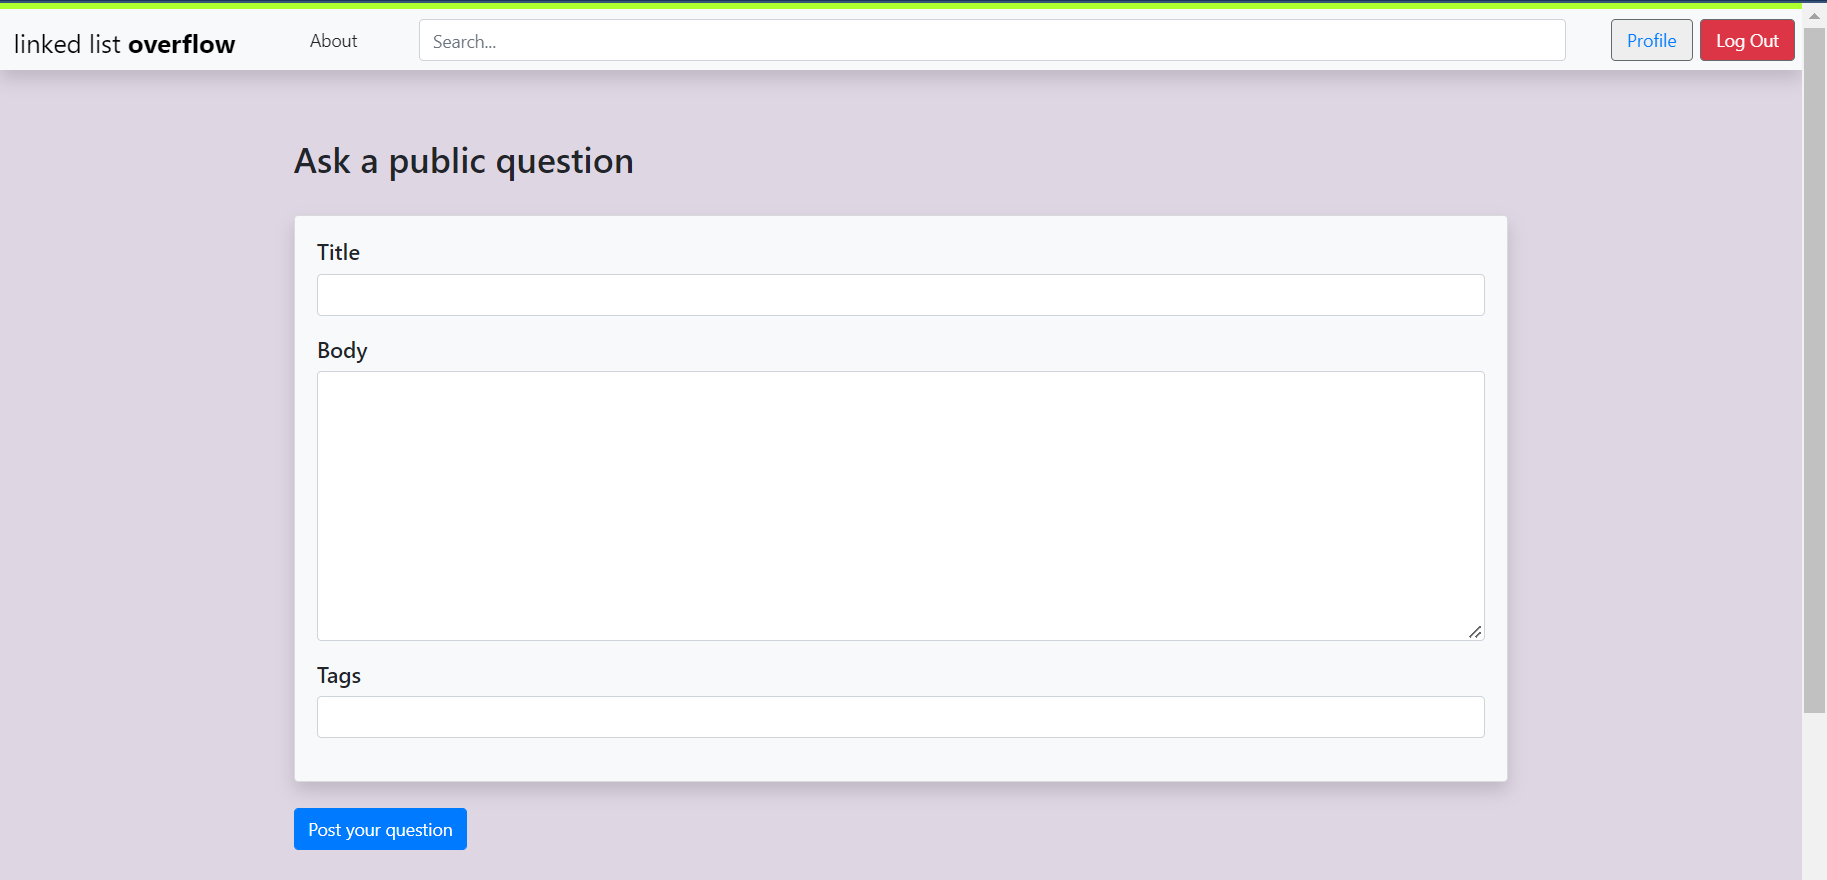 linked list overflow About Search... Profile Log Out
Ask a public question
Title
Body
Tags
Post your question